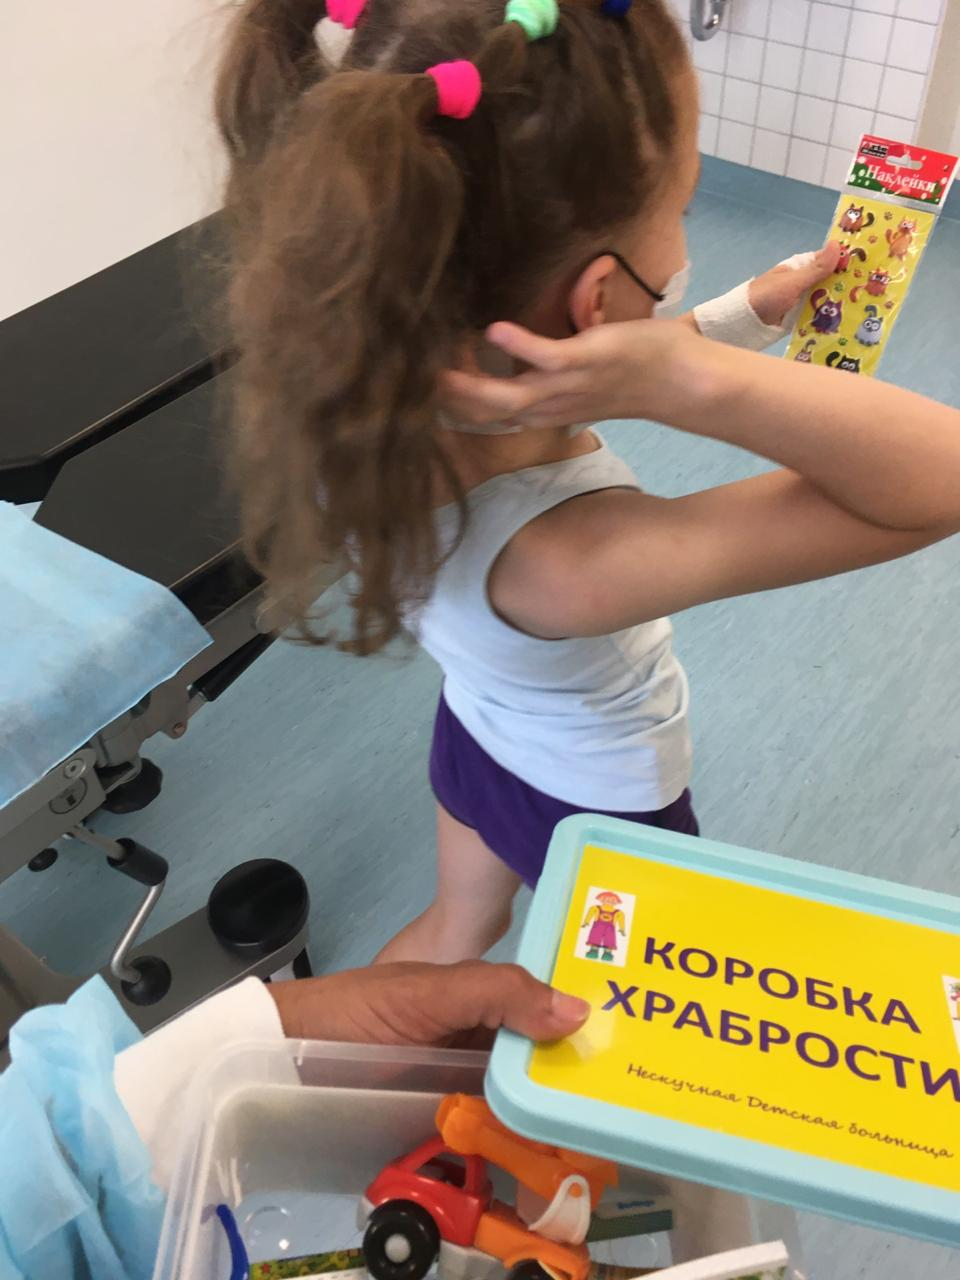 Наклейки
КОРОБКА
ХРАБРОСТИ
Нескучная Детская больница